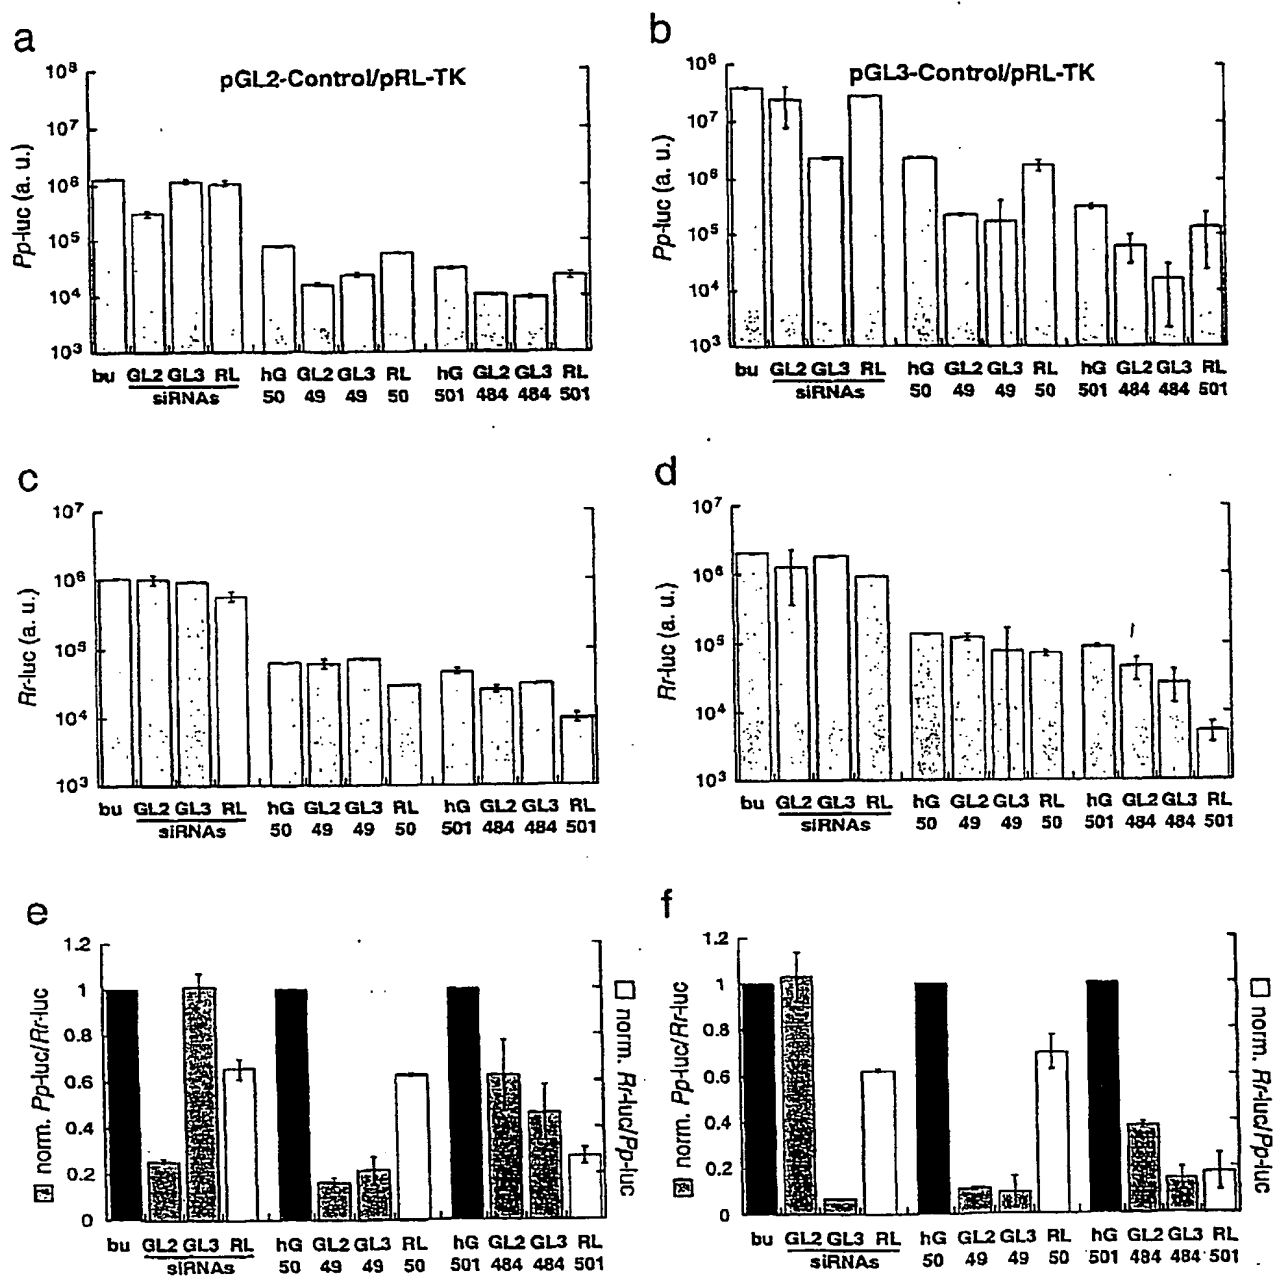 a
pGL2-Control/pRL-TK
Pp-luc (a. u.)
10⁸
10⁷
10⁶
10⁵
10⁴
10³
bu GL2 GL3 RL hG GL2 GL3 RL hG GL2 GL3 RL
siRNAs 50 49 49 50 501 484 484 501
b
pGL3-Control/pRL-TK
Pp-luc (a. u.)
10⁸
10⁷
10⁶
10⁵
10⁴
10³
bu GL2 GL3 RL hG GL2 GL3 RL hG GL2 GL3 RL
siRNAs 50 49 49 50 501 484 484 501
c
Rr-luc (a. u.)
10⁷
10⁶
10⁵
10⁴
10³
bu GL2 GL3 RL hG GL2 GL3 RL hG GL2 GL3 RL
siRNAs 50 49 49 50 501 484 484 501
d
Rr-luc (a. u.)
10⁷
10⁶
10⁵
10⁴
10³
bu GL2 GL3 RL hG GL2 GL3 RL hG GL2 GL3 RL
siRNAs 50 49 49 50 501 484 484 501
e
norm. Pp-luc/Rr-luc
1.2
1
0.8
0.6
0.4
0.2
0
norm. Rr-luc/Pp-luc
bu GL2 GL3 RL hG GL2 GL3 RL hG GL2 GL3 RL
siRNAs 50 49 49 50 501 484 484 501
f
norm. Pp-luc/Rr-luc
1.2
1
0.8
0.6
0.4
0.2
0
norm. Rr-luc/Pp-luc
bu GL2 GL3 RL hG GL2 GL3 RL hG GL2 GL3 RL
siRNAs 50 49 49 50 501 484 484 501